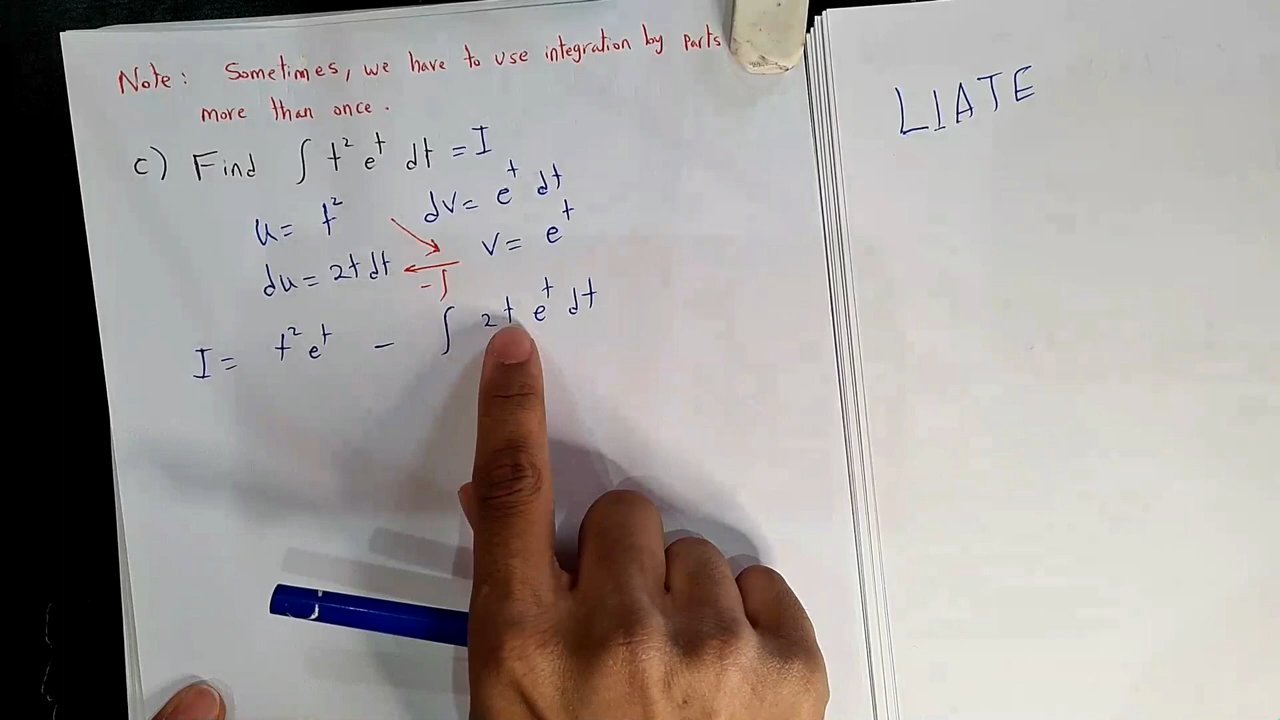 Note: Sometimes, we have to use integration by parts
more than once.
c) Find ∫ t² eᵗ dt = I
u = t² dv = eᵗ dt
du = 2t dt v = eᵗ
-∫
I = t² eᵗ - ∫ 2t eᵗ dt
LIATE